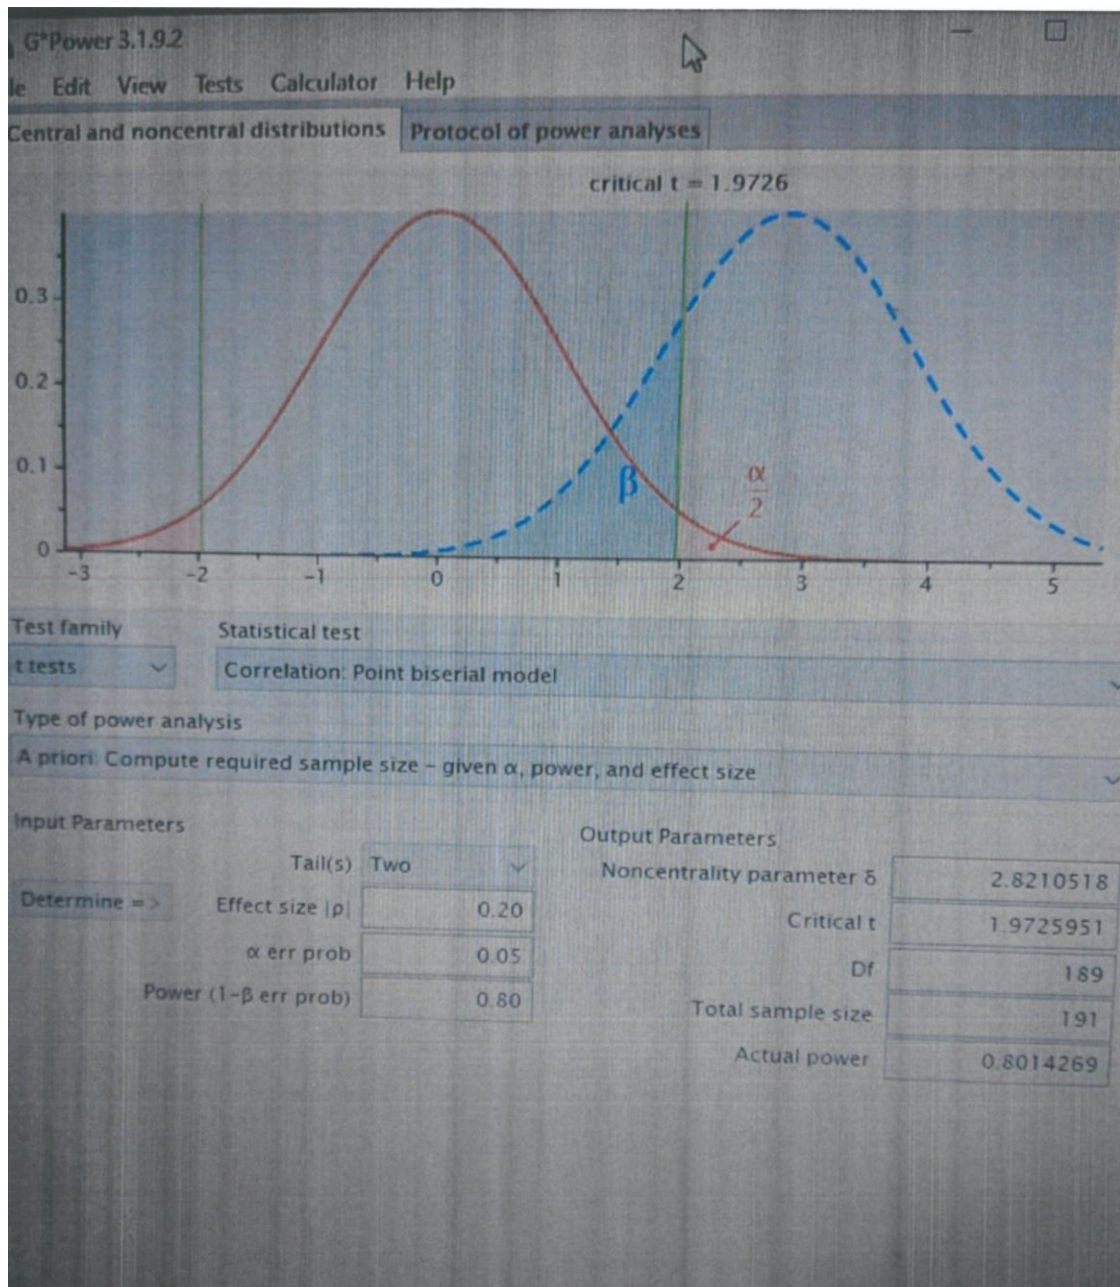 G*Power 3.1.9.2
le Edit View Tests Calculator Help
Central and noncentral distributions Protocol of power analyses
critical t = 1.9726
0.3
0.2
0.1
0
β
α
2
-3 -2 -1 0 1 2 3 4 5
Test family Statistical test
t tests Correlation: Point biserial model
Type of power analysis
A priori: Compute required sample size – given α, power, and effect size
Input Parameters Output Parameters
Tail(s) Two Noncentrality parameter δ 2.8210518
Determine => Effect size |ρ| 0.20 Critical t 1.9725951
α err prob 0.05 Df 189
Power (1-β err prob) 0.80 Total sample size 191
Actual power 0.8014269